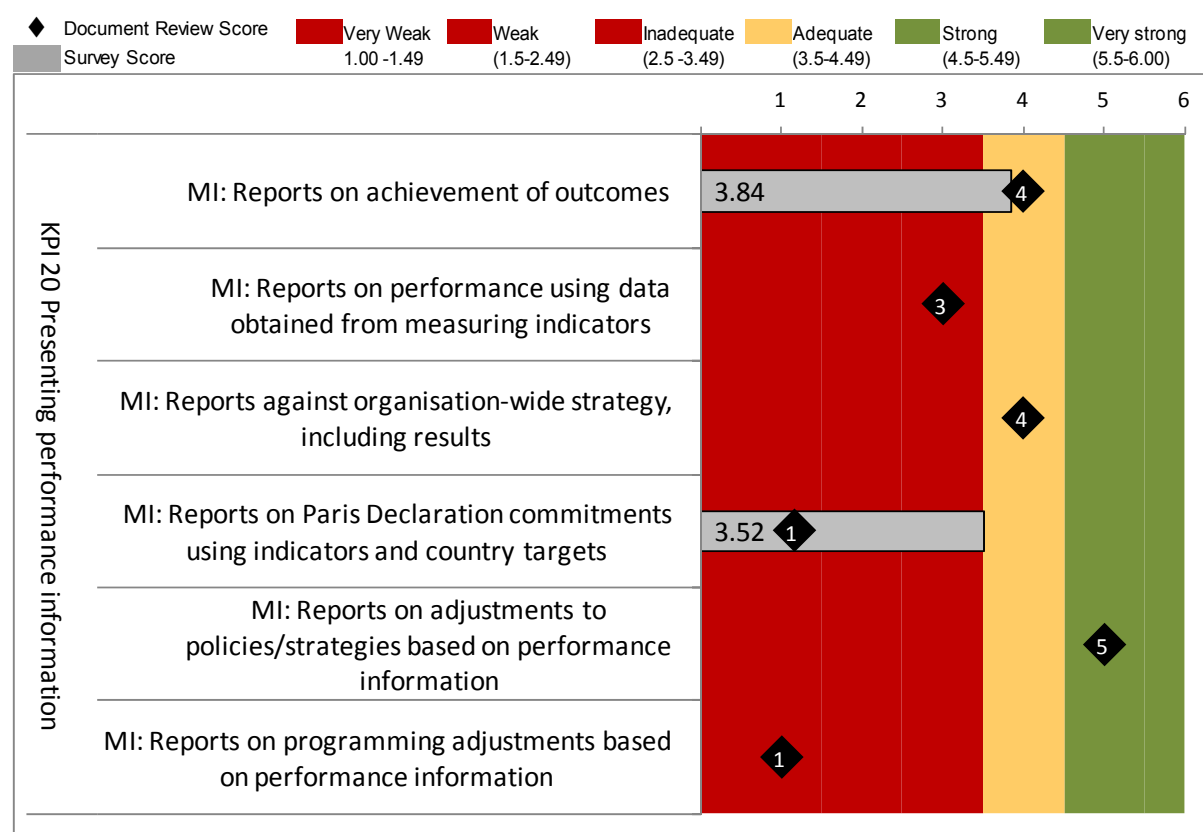 Document Review Score
Survey Score
Very Weak
1.00 -1.49
Weak
(1.5-2.49)
Inadequate
(2.5 -3.49)
Adequate
(3.5-4.49)
Strong
(4.5-5.49)
Very strong
(5.5-6.00)
1 2 3 4 5 6
KPI 20 Presenting performance information
MI: Reports on achievement of outcomes
3.84
4
MI: Reports on performance using data
obtained from measuring indicators
3
MI: Reports against organisation-wide strategy,
including results
4
MI: Reports on Paris Declaration commitments
using indicators and country targets
3.52
1
MI: Reports on adjustments to
policies/strategies based on performance
information
5
MI: Reports on programming adjustments based
on performance information
1